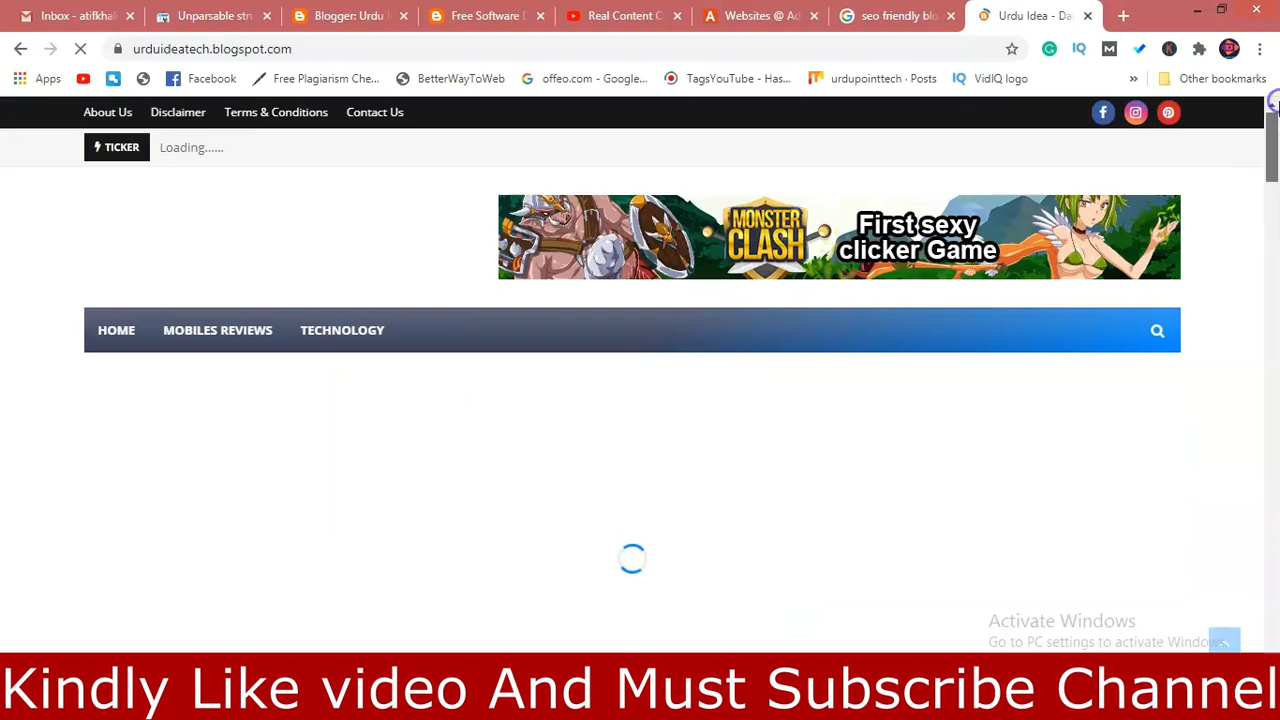 Inbox - atifkhali
Unparsable str
Blogger: Urdu
Free Software D
Real Content C
Websites @ Ad
seo friendly blo
Urdu Idea - Dai
urduideatech.blogspot.com
Apps
Facebook
Free Plagiarism Che...
BetterWayToWeb
offeo.com - Google...
TagsYouTube - Has...
urdupointtech · Posts
VidIQ logo
»
Other bookmarks
About Us
Disclaimer
Terms & Conditions
Contact Us
TICKER
Loading......
MONSTER
CLASH
First sexy
clicker Game
HOME
MOBILES REVIEWS
TECHNOLOGY
Activate Windows
Go to PC settings to activate Windows.
Kindly Like video And Must Subscribe Channel